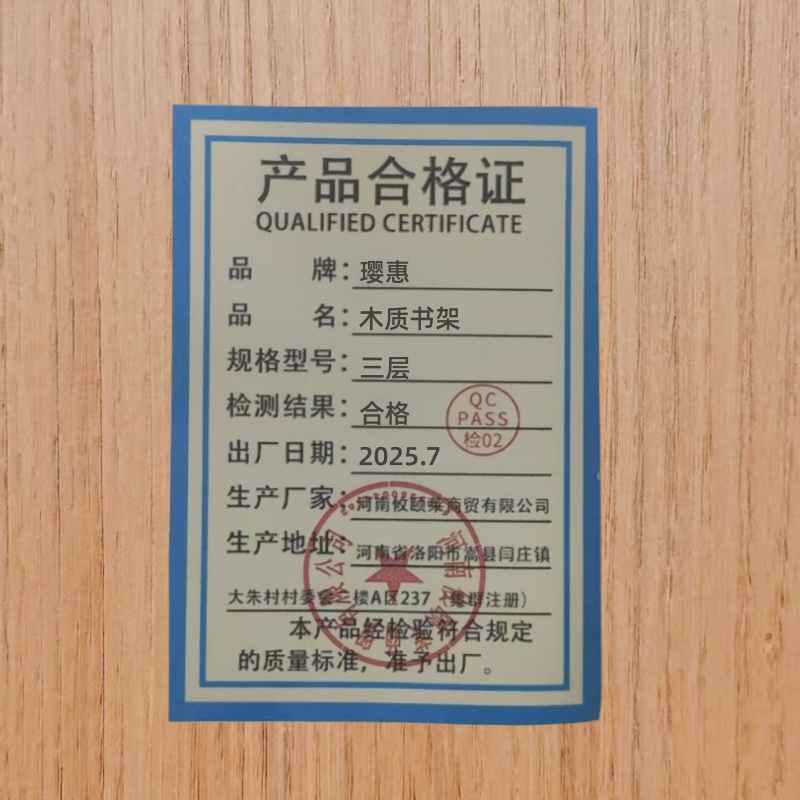 产品合格证
QUALIFIED CERTIFICATE
品 牌：璎惠
品 名：木质书架
规格型号：三层
检测结果：合格
QC
PASS
检02
出厂日期：2025.7
生产厂家：河南攸颐莱商贸有限公司
生产地址：河南省洛阳市嵩县闫庄镇
大朱村村委会二楼A区237（集群注册）
本产品经检验符合规定
的质量标准，准予出厂。